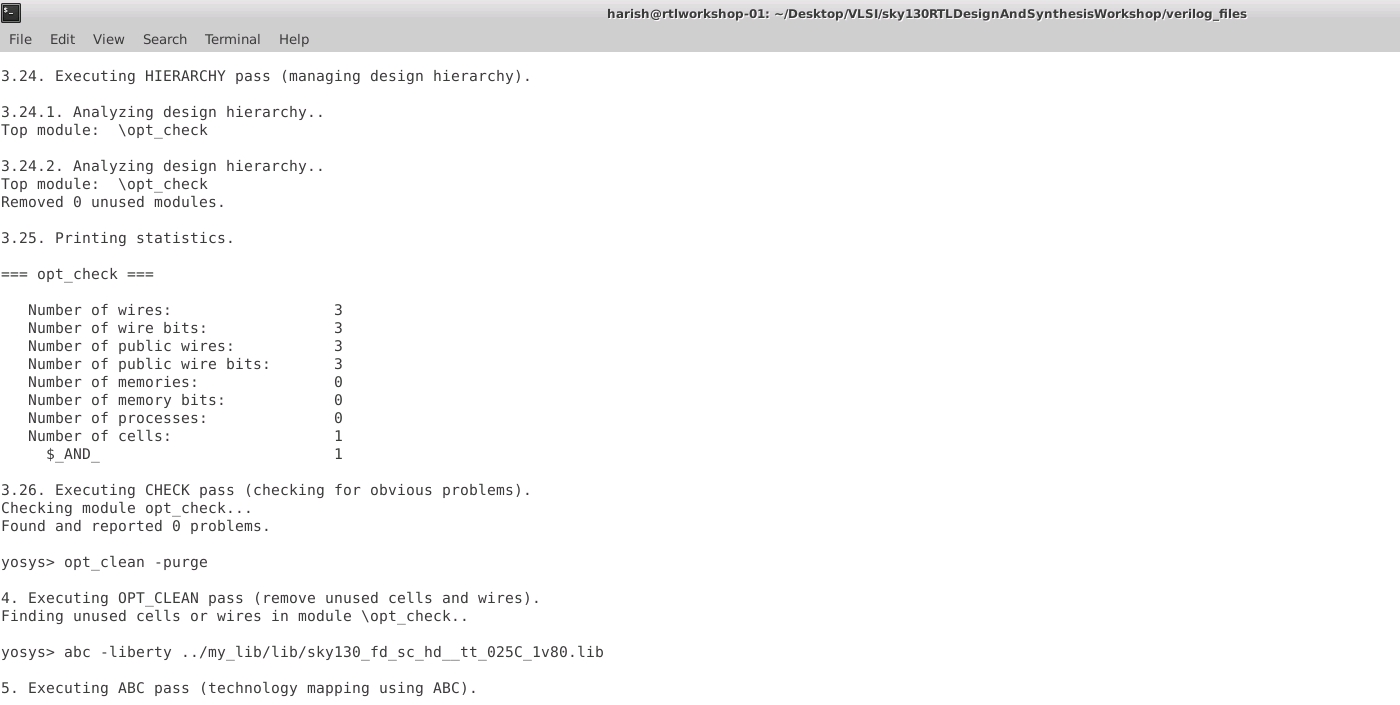 harish@rtlworkshop-01: ~/Desktop/VLSI/sky130RTLDesignAndSynthesisWorkshop/verilog_files
File Edit View Search Terminal Help
3.24. Executing HIERARCHY pass (managing design hierarchy).
3.24.1. Analyzing design hierarchy..
Top module:  \opt_check
3.24.2. Analyzing design hierarchy..
Top module:  \opt_check
Removed 0 unused modules.
3.25. Printing statistics.
=== opt_check ===
   Number of wires:                  3
   Number of wire bits:              3
   Number of public wires:           3
   Number of public wire bits:       3
   Number of memories:               0
   Number of memory bits:            0
   Number of processes:              0
   Number of cells:                  1
     $_AND_                          1
3.26. Executing CHECK pass (checking for obvious problems).
Checking module opt_check...
Found and reported 0 problems.
yosys> opt_clean -purge
4. Executing OPT_CLEAN pass (remove unused cells and wires).
Finding unused cells or wires in module \opt_check..
yosys> abc -liberty ../my_lib/lib/sky130_fd_sc_hd__tt_025C_1v80.lib
5. Executing ABC pass (technology mapping using ABC).